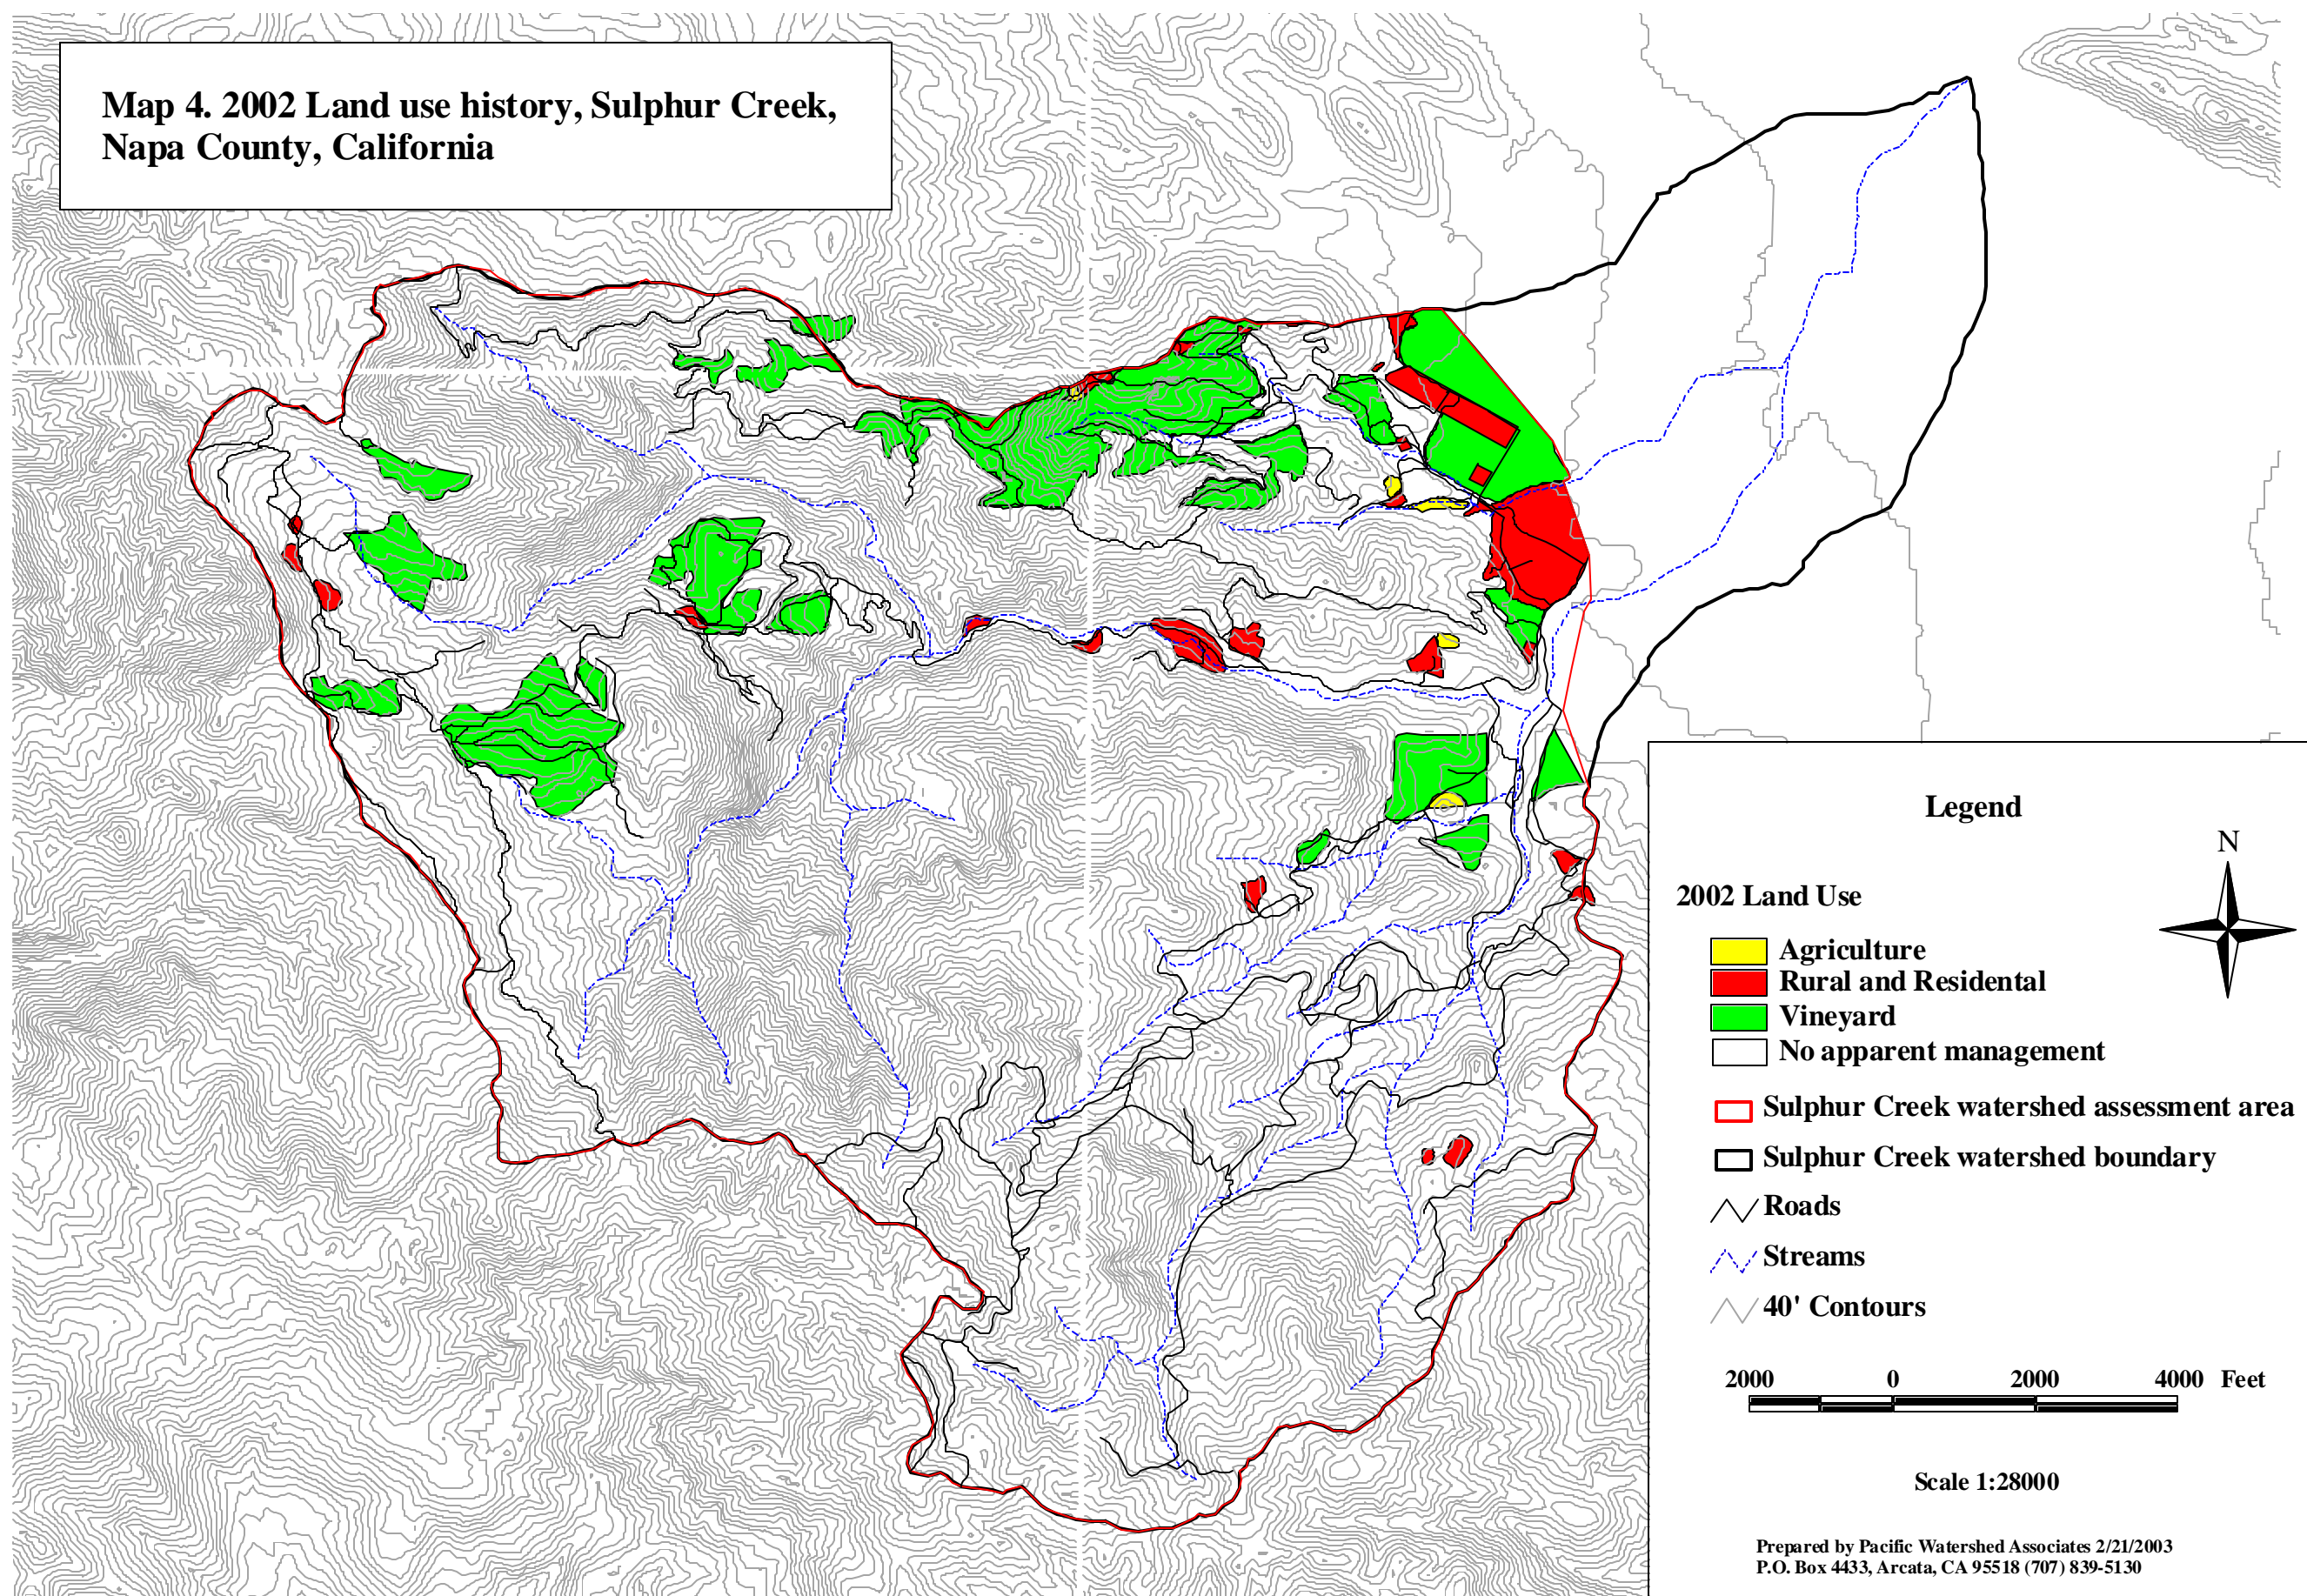 Map 4. 2002 Land use history, Sulphur Creek,
Napa County, California
Legend
N
2002 Land Use
Agriculture
Rural and Residental
Vineyard
No apparent management
Sulphur Creek watershed assessment area
Sulphur Creek watershed boundary
Roads
Streams
40' Contours
2000 0 2000 4000 Feet
Scale 1:28000
Prepared by Pacific Watershed Associates 2/21/2003
P.O. Box 4433, Arcata, CA 95518 (707) 839-5130